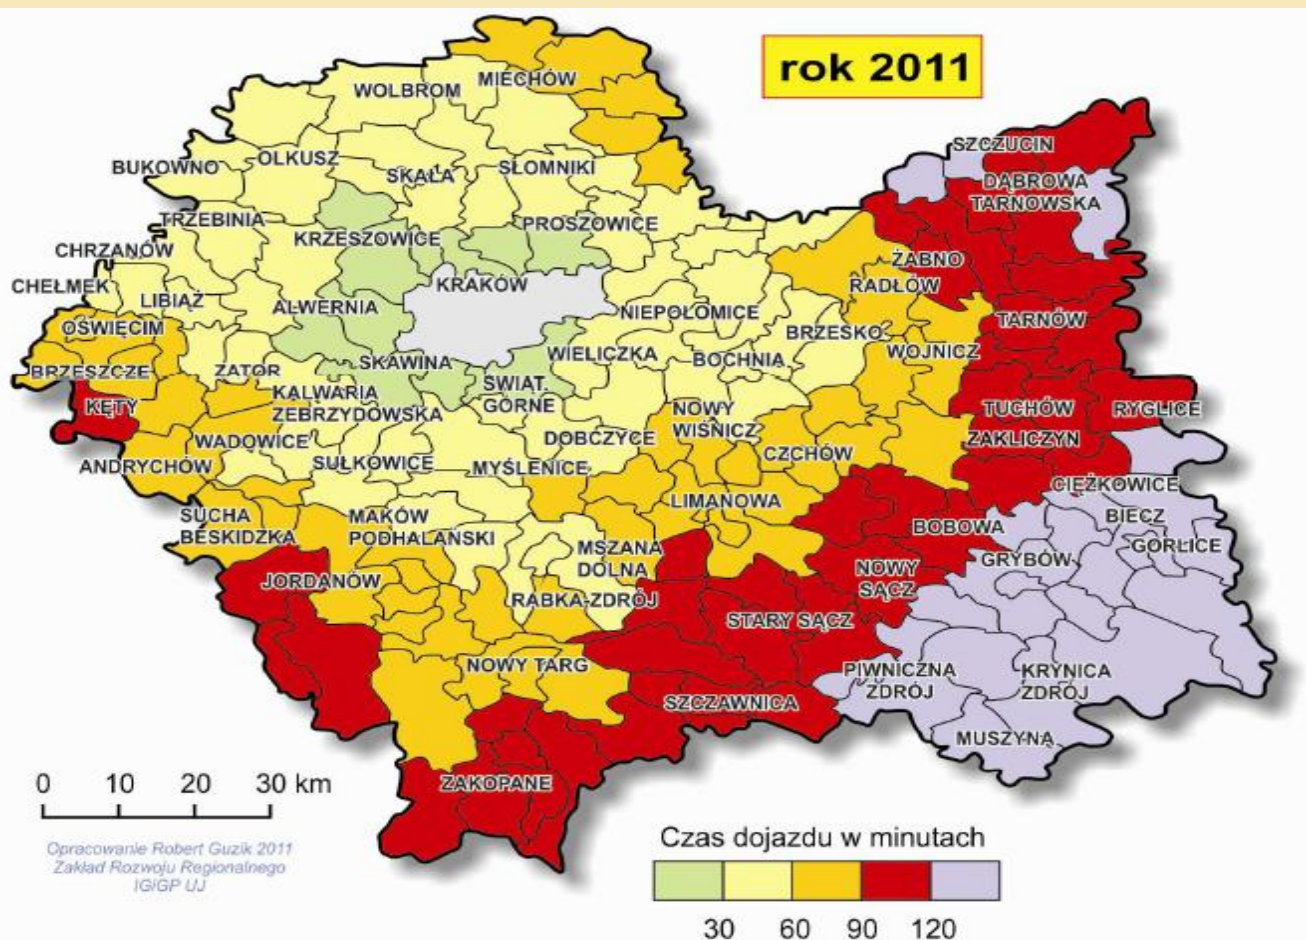 rok 2011
MIECHÓW
WOLBROM
SZCZUCIN
OLKUSZ
BUKOWNO
SKAŁA
SŁOMNIKI
DĄBROWA
TARNOWSKA
TRZEBINIA
KRZESZOWICE
PROSZOWICE
CHRZANÓW
ŻABNO
CHEŁMEK
LIBIĄŻ
ALWERNIA
KRAKÓW
RADŁÓW
NIEPOŁOMICE
OŚWIĘCIM
BRZESKO
TARNÓW
SKAWINA
WIELICZKA
BOCHNIA
WOJNICZ
BRZESZCZE
ZATOR
KALWARIA
ZEBRZYDOWSKA
ŚWIĄT.
GÓRNE
KĘTY
NOWY
WIŚNICZ
TUCHÓW
RYGLICE
WADOWICE
DOBCZYCE
ZAKLICZYN
ANDRYCHÓW
SUŁKOWICE
MYŚLENICE
CZCHÓW
CIĘŻKOWICE
LIMANOWA
SUCHA
BESKIDZKA
MAKÓW
PODHALAŃSKI
BOBOWA
BIECZ
GORLICE
MSZANA
DOLNA
GRYBÓW
JORDANÓW
NOWY
SĄCZ
RABKA-ZDRÓJ
STARY SĄCZ
NOWY TARG
PIWNICZNA
ZDRÓJ
KRYNICA
ZDRÓJ
SZCZAWNICA
MUSZYNĄ
ZAKOPANE
0 10 20 30 km
Opracowanie Robert Guzik 2011
Zakład Rozwoju Regionalnego
IGiGP UJ
Czas dojazdu w minutach
30 60 90 120